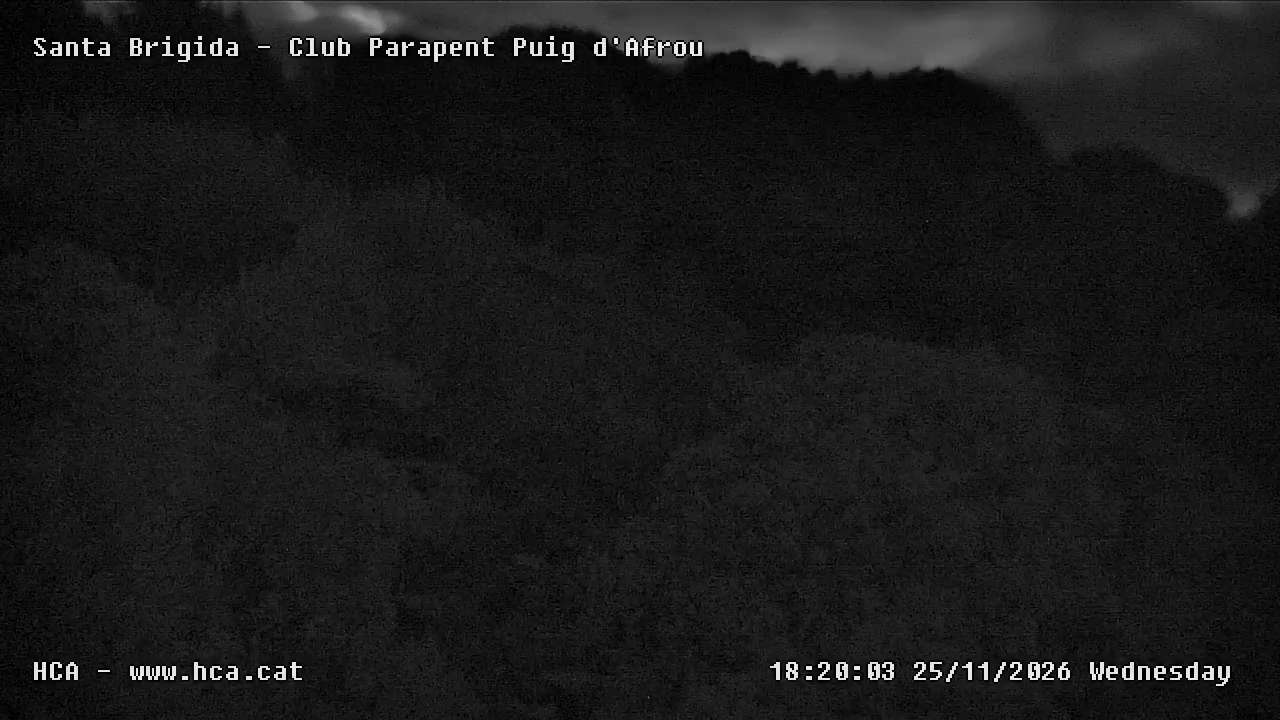 Santa Brigida - Club Parapent Puig d'Afrou
HCA - www.hca.cat
18:20:03 25/11/2026 Wednesday